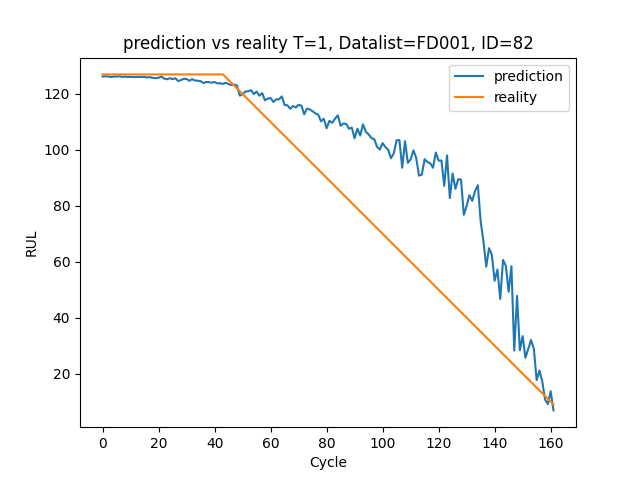 prediction vs reality T=1, Datalist=FD001, ID=82
prediction
reality
RUL
120
100
80
60
40
20
0 20 40 60 80 100 120 140 160
Cycle